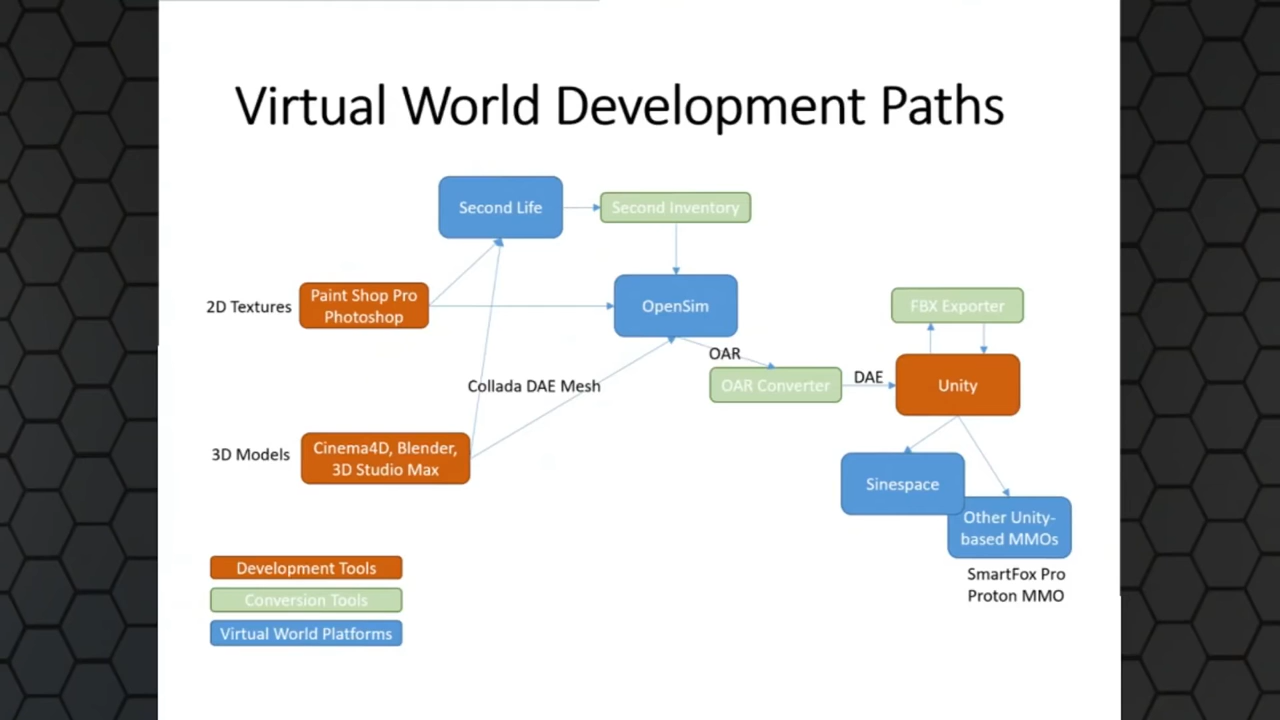 Virtual World Development Paths
Second Life
Second Inventory
2D Textures
Paint Shop Pro
Photoshop
OpenSim
FBX Exporter
OAR
Collada DAE Mesh
OAR Converter
DAE
Unity
3D Models
Cinema4D, Blender,
3D Studio Max
Sinespace
Other Unity-
based MMOs
SmartFox Pro
Proton MMO
Development Tools
Conversion Tools
Virtual World Platforms